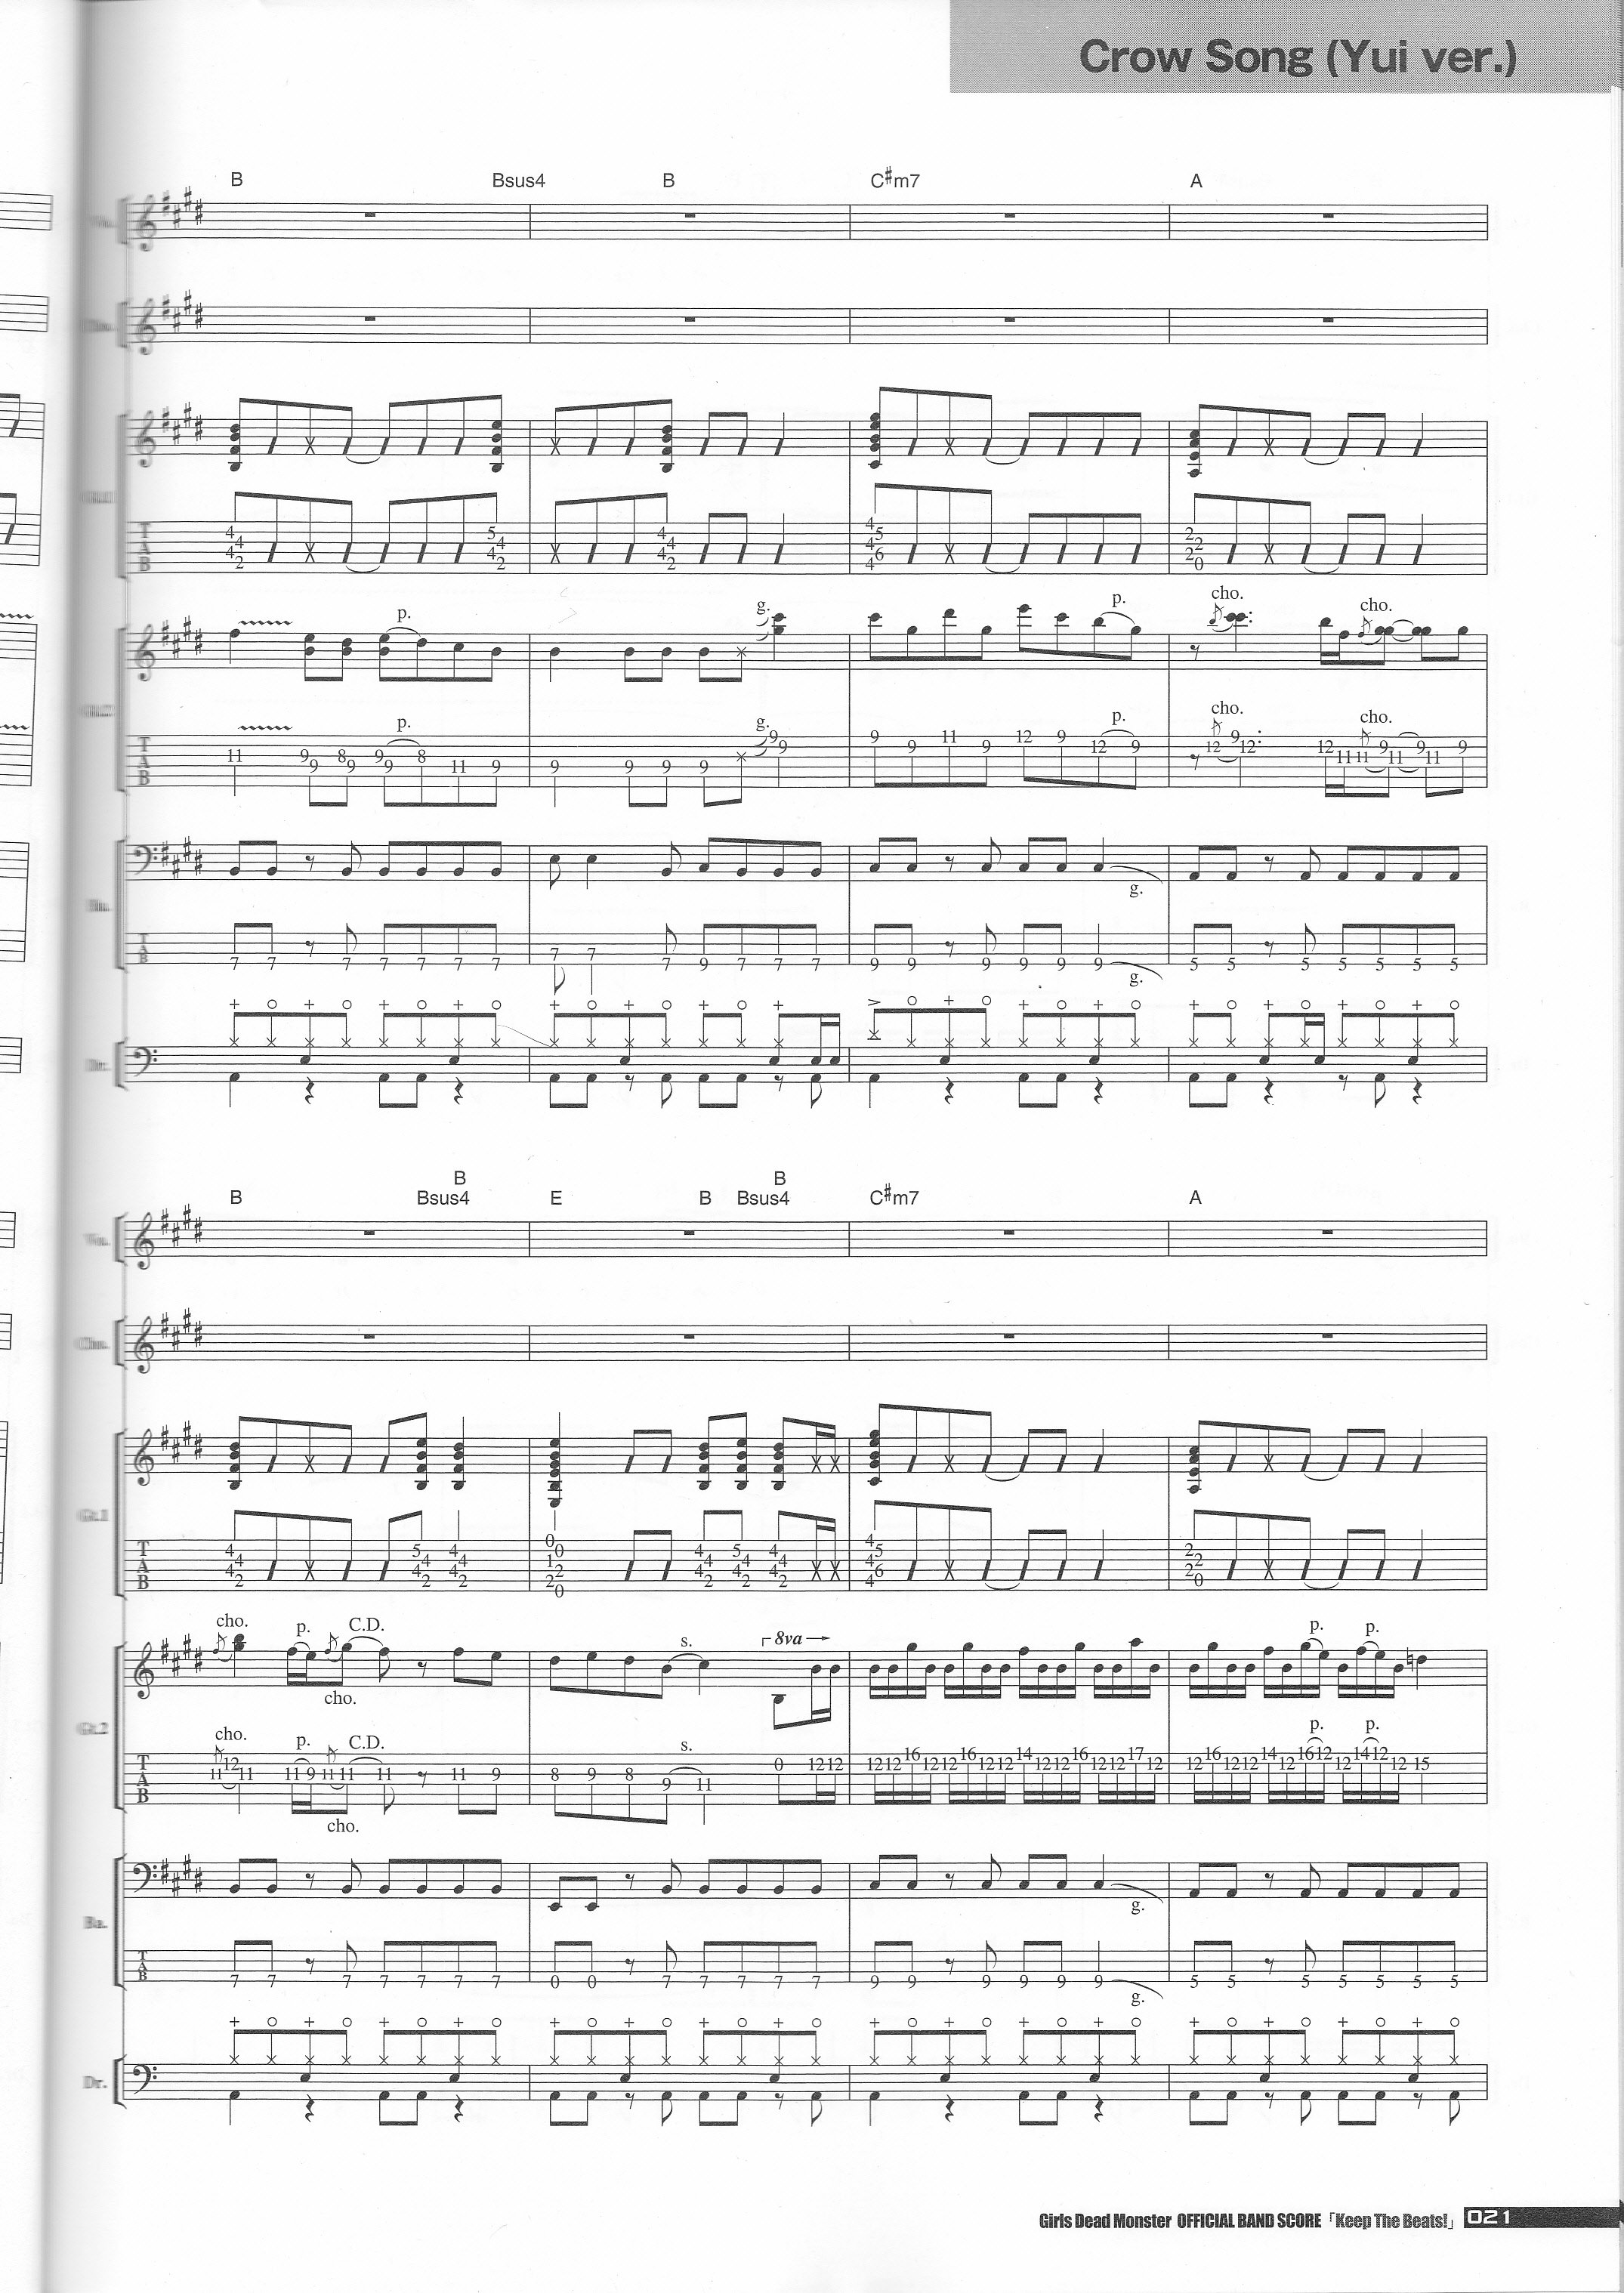 Crow Song (Yui ver.)
B Bsus4 B C#m7 A
T A B
4 4 4 2 5 4 4 2 4 4 4 2 4 5 4 6 4 2 2 2 0
p. g. p. cho. cho.
p. g. p. cho. cho.
T A B
11 9 9 8 9 9 9 8 11 9 9 9 9 9 9 9 9 9 11 9 12 9 12 9 12 9 12 12 11 11 9 11 9 11 9
g.
T A B
7 7 7 7 7 7 7 7 7 7 9 7 7 7 9 9 9 9 9 9 5 5 5 5 5 5 5
g.
Dr.
B Bsus4 B E B Bsus4 B C#m7 A
Vo.
Cho.
Gt.1
T A B
4 4 4 2 5 4 4 2 4 4 4 2 0 0 1 2 2 0 4 4 4 2 5 4 4 2 4 4 4 2 4 5 4 6 4 2 2 2 0
cho. p. C.D. s. 8va p. p.
cho.
Gt.2
cho. p. C.D. s. p. p.
T A B
11 12 11 11 9 11 11 11 11 9 8 9 8 9 11 0 12 12 12 12 16 12 12 16 12 12 14 12 12 16 12 12 17 12 12 16 12 12 14 12 16 12 12 14 12 12 15
cho.
g.
Ba.
T A B
7 7 7 7 7 7 7 0 0 7 7 7 7 7 9 9 9 9 9 9 5 5 5 5 5 5 5
g.
Dr.
Girls Dead Monster OFFICIAL BAND SCORE「Keep The Beats!」 021